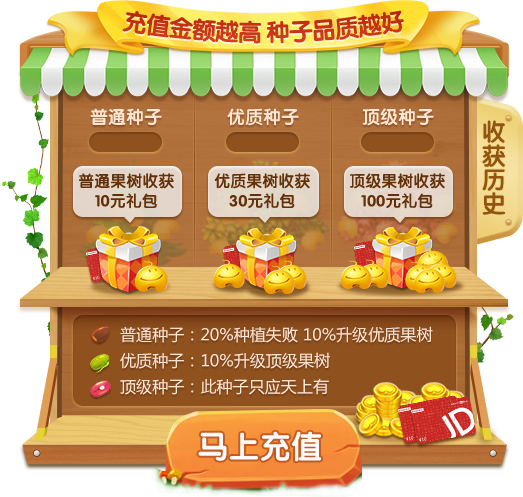 充值金额越高 种子品质越好
普通种子
优质种子
顶级种子
收获历史
普通果树收获
10元礼包
优质果树收获
30元礼包
顶级果树收获
100元礼包
普通种子：20%种植失败 10%升级优质果树
优质种子：10%升级顶级果树
顶级种子：此种子只应天上有
JD
马上充值